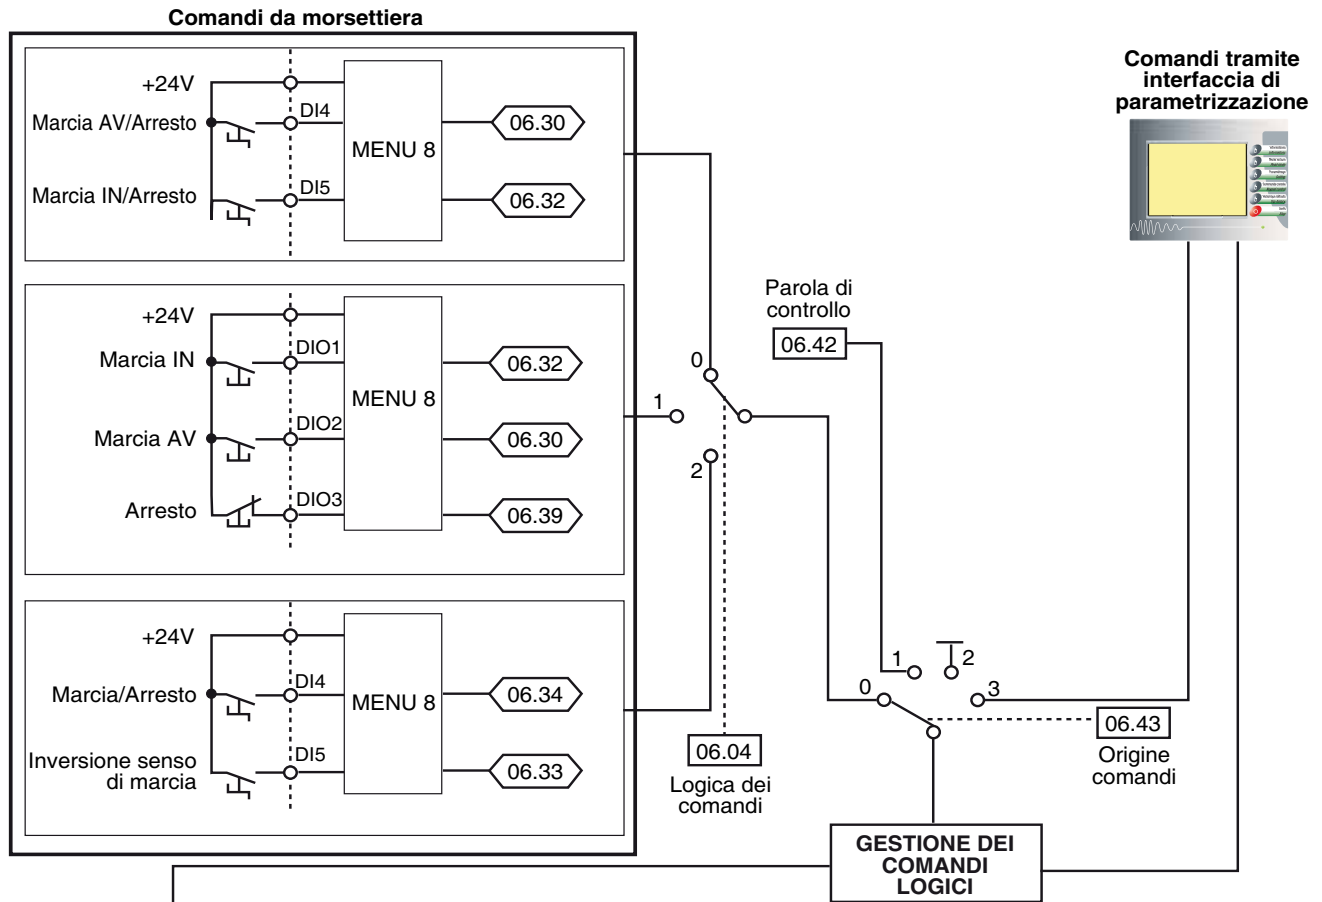 Comandi da morsettiera
+24V
Marcia AV/Arresto
DI4
Marcia IN/Arresto
DI5
MENU 8
06.30
06.32
+24V
Marcia IN
DIO1
Marcia AV
DIO2
Arresto
DIO3
MENU 8
06.32
06.30
06.39
+24V
Marcia/Arresto
DI4
Inversione senso
di marcia
DI5
MENU 8
06.34
06.33
0
1
2
06.04
Logica dei
comandi
Parola di
controllo
06.42
Comandi tramite
interfaccia di
parametrizzazione
0
1
2
3
06.43
Origine
comandi
GESTIONE DEI
COMANDI
LOGICI